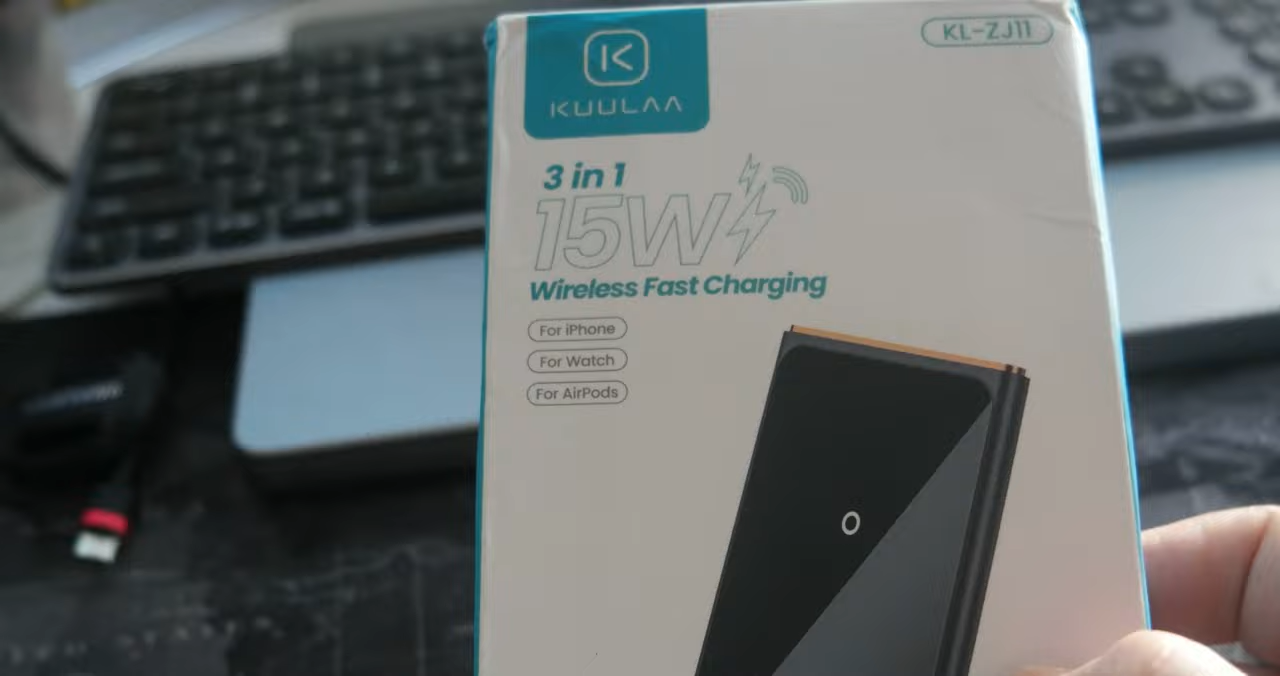 KUULAA
KL-ZJ11
3 in 1
15W
Wireless Fast Charging
For iPhone
For Watch
For AirPods